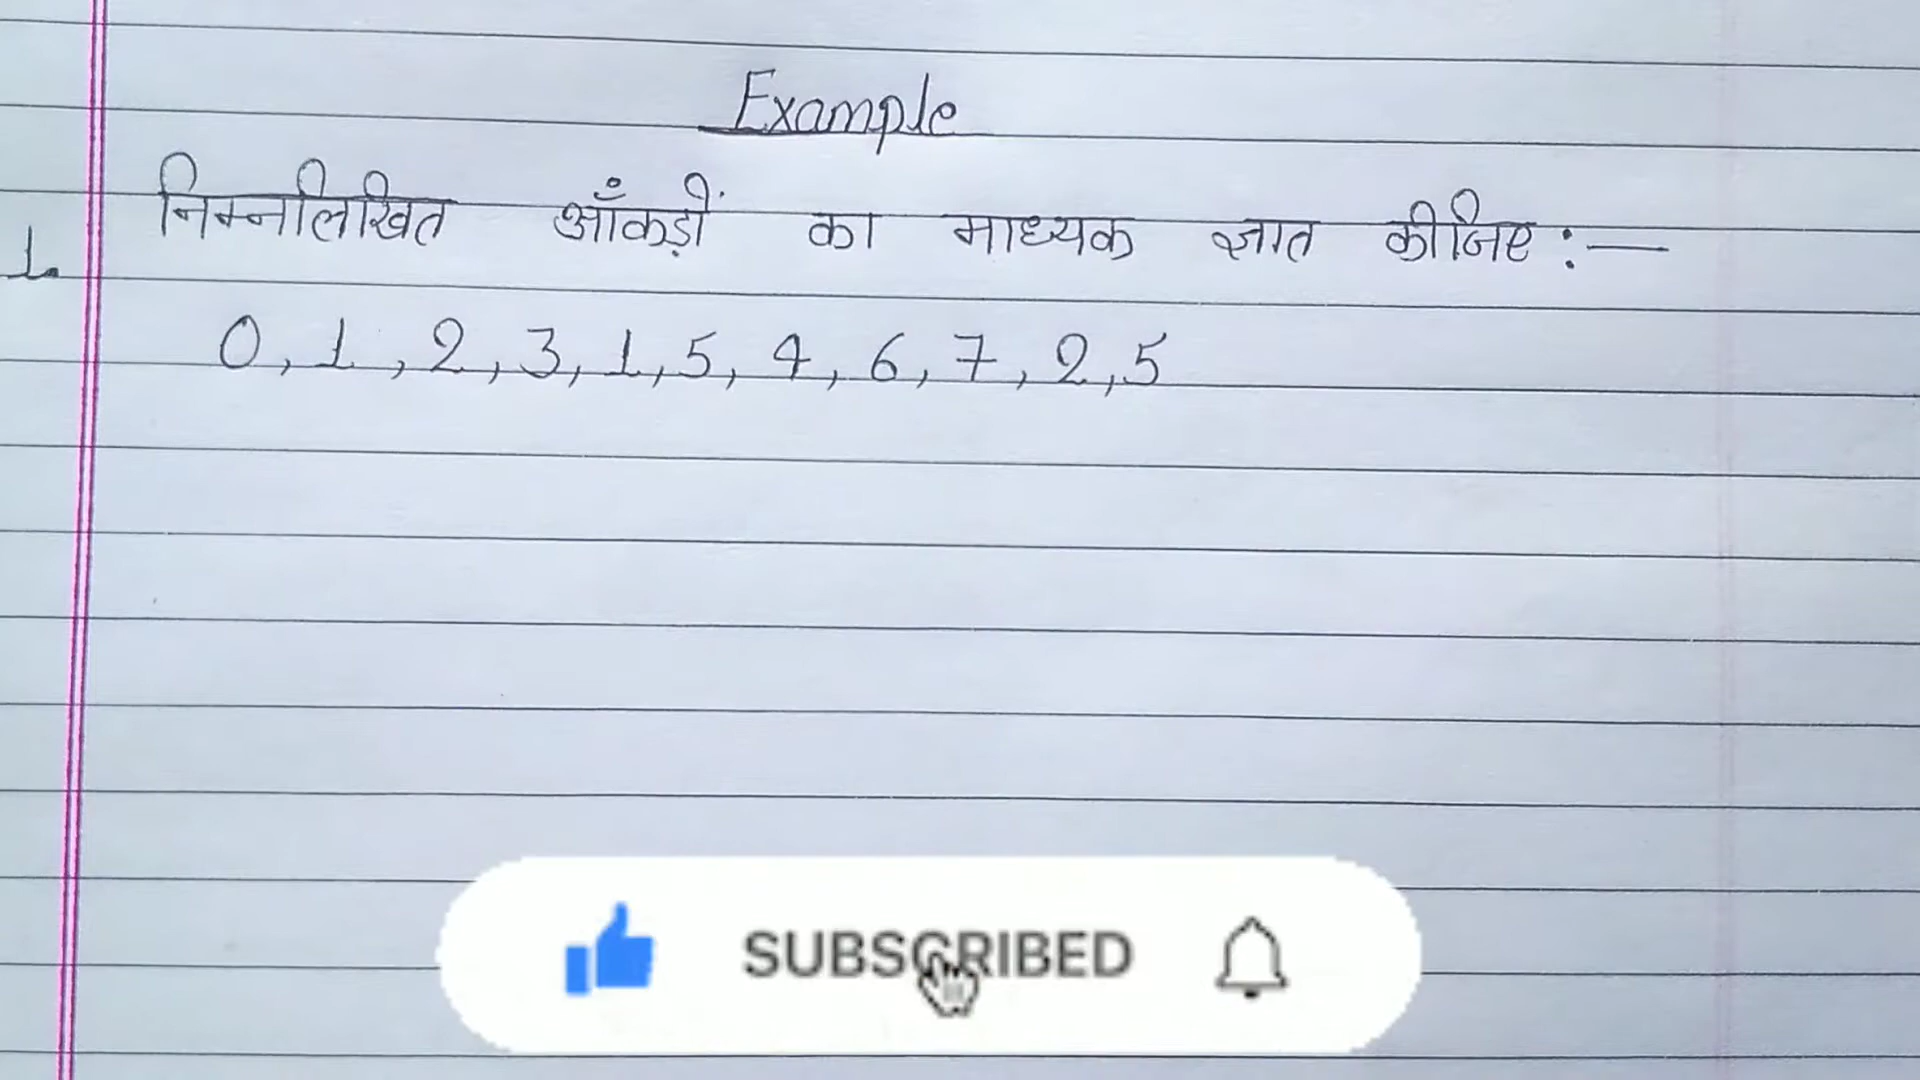 Example
1. निम्नलिखित आँकड़ों का माध्यक ज्ञात कीजिए :—
0, 1, 2, 3, 1, 5, 4, 6, 7, 2, 5
SUBSCRIBED